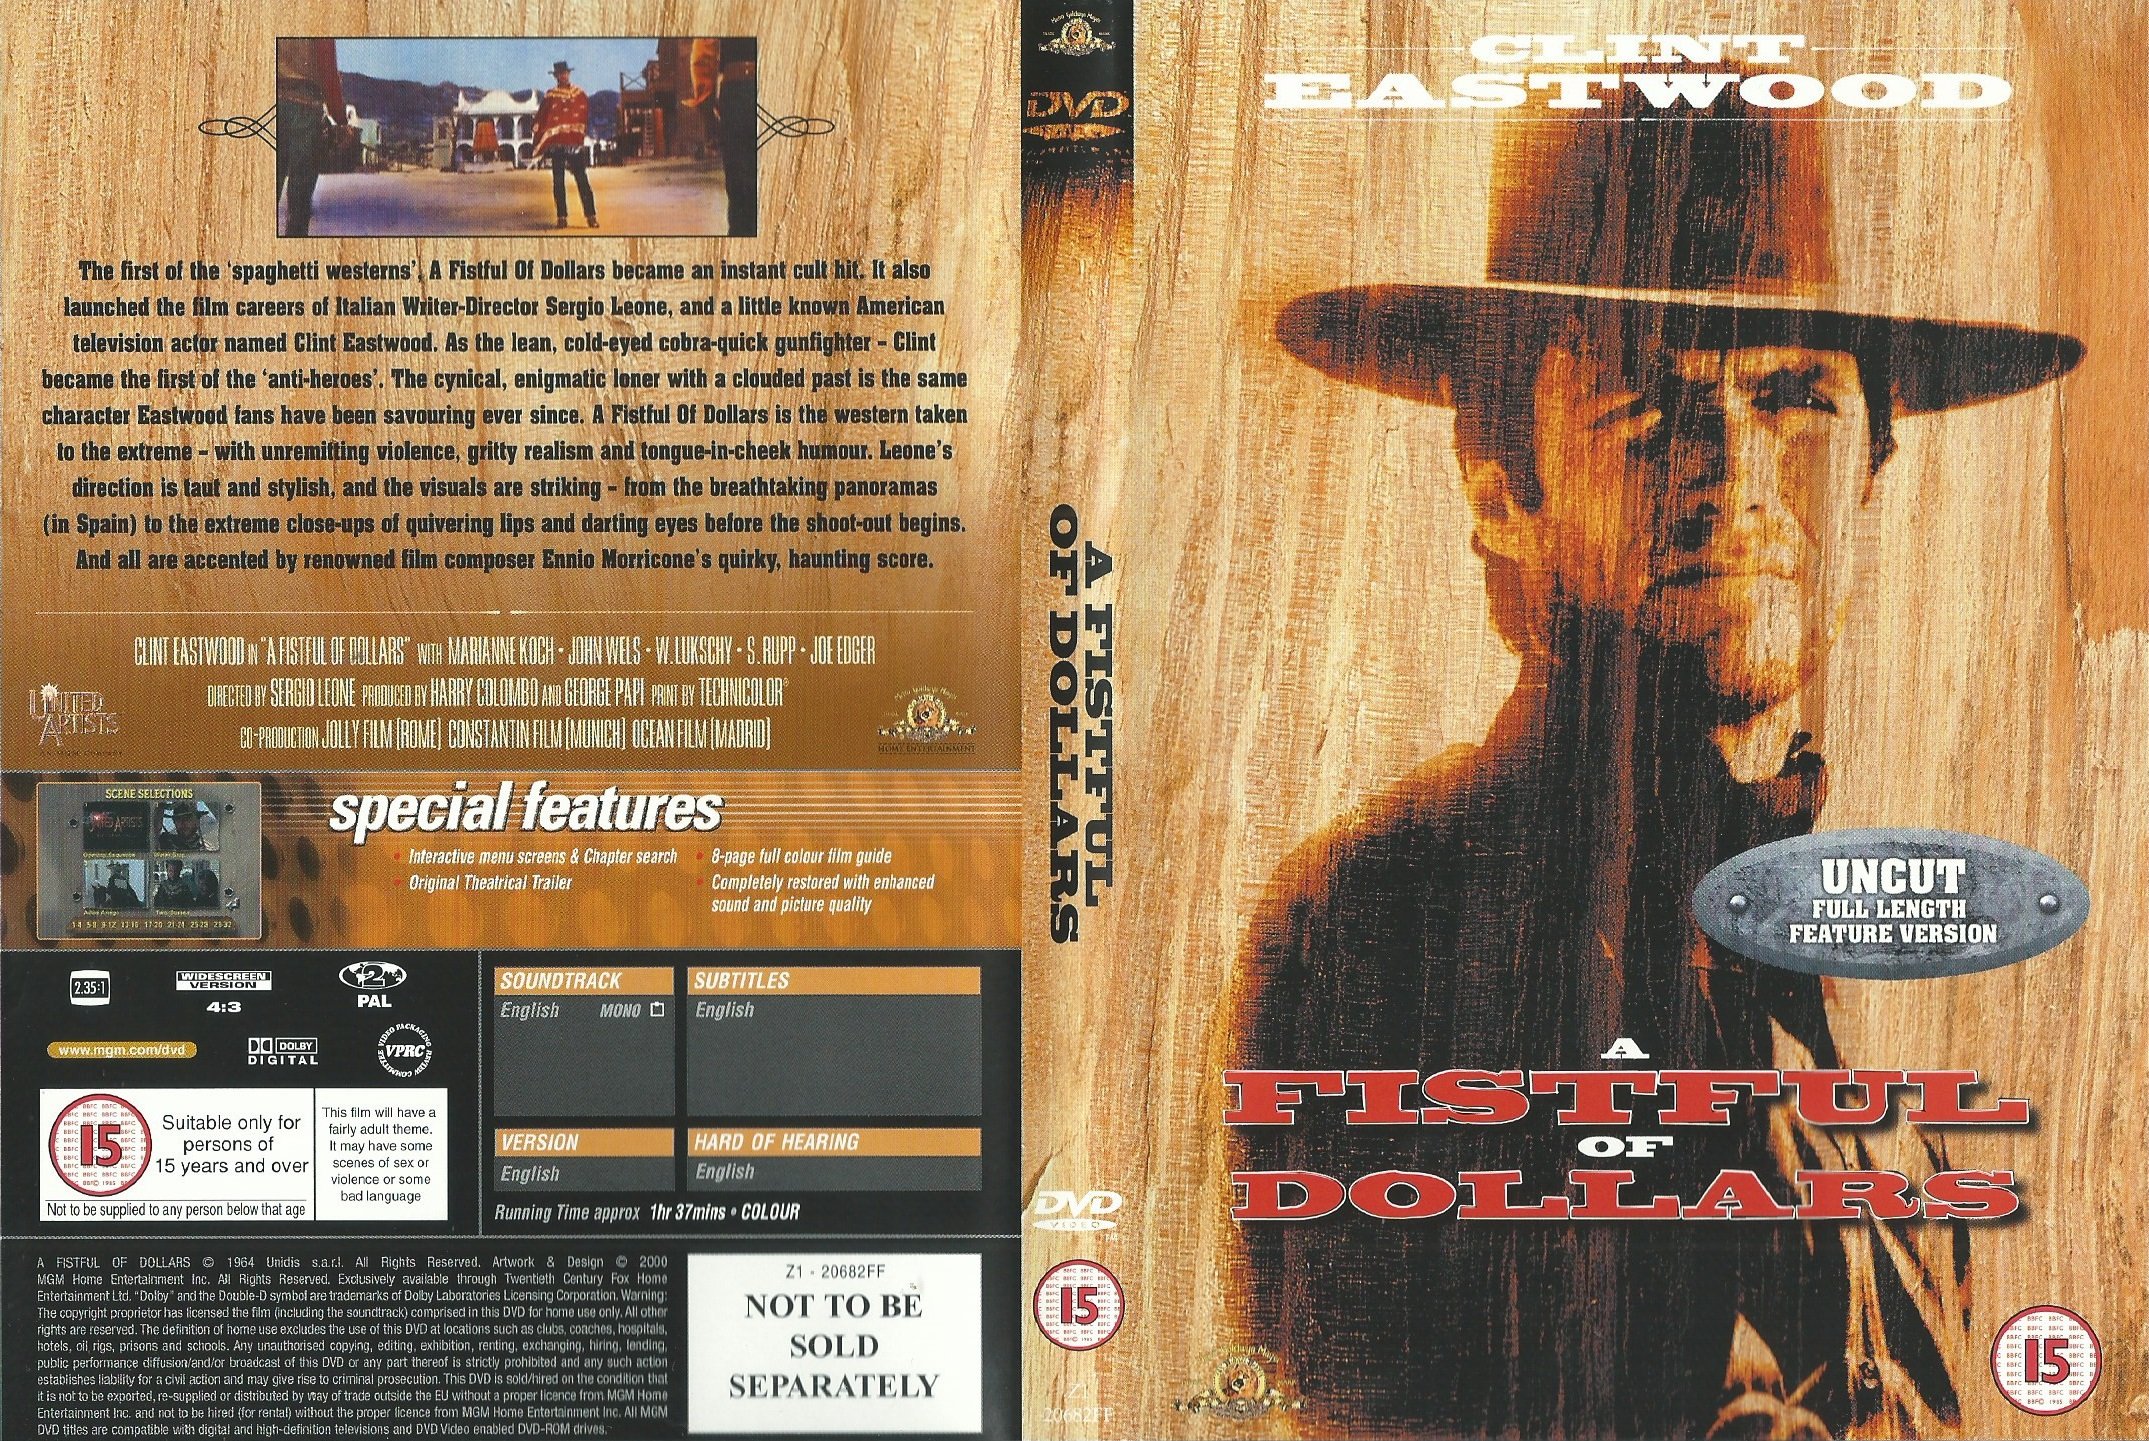 The first of the ‘spaghetti westerns’, A Fistful Of Dollars became an instant cult hit. It also
launched the film careers of Italian Writer-Director Sergio Leone, and a little known American
television actor named Clint Eastwood. As the lean, cold-eyed cobra-quick gunfighter – Clint
became the first of the ‘anti-heroes’. The cynical, enigmatic loner with a clouded past is the same
character Eastwood fans have been savouring ever since. A Fistful Of Dollars is the western taken
to the extreme – with unremitting violence, gritty realism and tongue-in-cheek humour. Leone’s
direction is taut and stylish, and the visuals are striking – from the breathtaking panoramas
(in Spain) to the extreme close-ups of quivering lips and darting eyes before the shoot-out begins.
And all are accented by renowned film composer Ennio Morricone’s quirky, haunting score.
CLINT EASTWOOD IN "A FISTFUL OF DOLLARS" WITH MARIANNE KOCH • JOHN WELS • W. LUKSCHY • S. RUPP • JOE EDGER
DIRECTED BY SERGIO LEONE PRODUCED BY HARRY COLOMBO AND GEORGE PAPI PRINT BY TECHNICOLOR®
CO-PRODUCTION JOLLY FILM (ROME) CONSTANTIN FILM (MUNICH) OCEAN FILM (MADRID)
UNITED
ARTISTS
HOME ENTERTAINMENT
SCENE SELECTIONS
1-4 5-8 9-12 13-16 17-20 21-24 25-28 29-32
special features
• Interactive menu screens & Chapter search
• Original Theatrical Trailer
• 8-page full colour film guide
• Completely restored with enhanced
sound and picture quality
2.35:1
WIDESCREEN
VERSION
4:3
2
PAL
www.mgm.com/dvd
DOLBY
DIGITAL
VIDEO PACKAGING REVIEW COMMITTEE
VPRC
15
Suitable only for
persons of
15 years and over
Not to be supplied to any person below that age
This film will have a
fairly adult theme.
It may have some
scenes of sex or
violence or some
bad language
SOUNDTRACK
English MONO
SUBTITLES
English
VERSION
English
HARD OF HEARING
English
Running Time approx 1hr 37mins • COLOUR
A FISTFUL OF DOLLARS © 1964 Unidis s.a.r.l. All Rights Reserved. Artwork & Design © 2000
MGM Home Entertainment Inc. All Rights Reserved. Exclusively available through Twentieth Century Fox Home
Entertainment Ltd. "Dolby" and the Double-D symbol are trademarks of Dolby Laboratories Licensing Corporation. Warning:
The copyright proprietor has licensed the film (including the soundtrack) comprised in this DVD for home use only. All other
rights are reserved. The definition of home use excludes the use of this DVD at locations such as clubs, coaches, hospitals,
hotels, oil rigs, prisons and schools. Any unauthorised copying, editing, exhibition, renting, exchanging, hiring, lending,
public performance diffusion/and/or broadcast of this DVD or any part thereof is strictly prohibited and any such action
establishes liability for a civil action and may give rise to criminal prosecution. This DVD is sold/hired on the condition that
it is not to be exported, re-supplied or distributed by way of trade outside the EU without a proper licence from MGM Home
Entertainment Inc. and not to be hired (for rental) without the proper licence from MGM Home Entertainment Inc. All MGM
DVD titles are compatible with digital and high-definition televisions and DVD Video enabled DVD-ROM drives.
Z1 - 20682FF
NOT TO BE
SOLD
SEPARATELY
DVD
A FISTFUL
OF DOLLARS
DVD
VIDEO
15
Z1
20682FF
CLINT
EASTWOOD
UNCUT
FULL LENGTH
FEATURE VERSION
A
FISTFUL
OF
DOLLARS
15